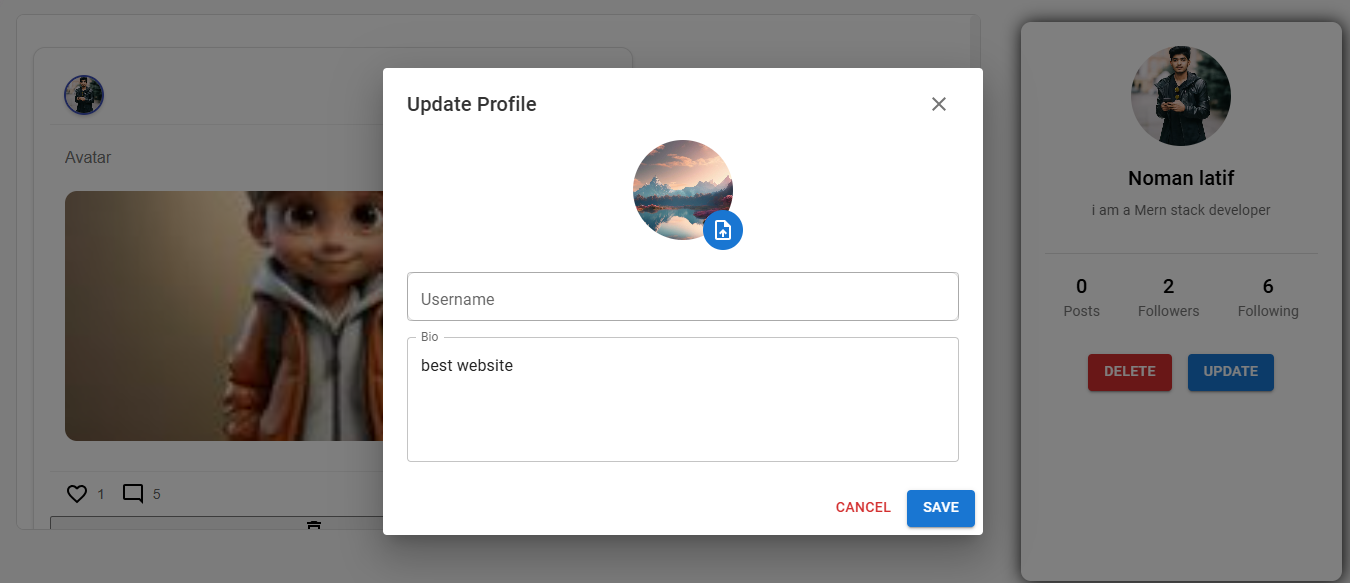 Avatar
1 5
Update Profile
Username
Bio
best website
CANCEL SAVE
Noman latif
i am a Mern stack developer
0 2 6
Posts Followers Following
DELETE UPDATE